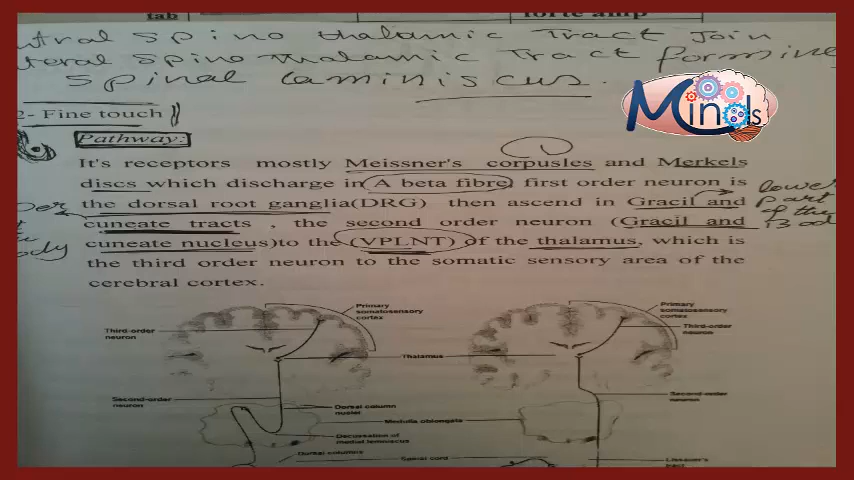 tab
forte amp
ntral spino thalamic Tract Join
teral spino thalamic Tract forming
spinal laminiscus.
Minds
2- Fine touch
Pathway:
It's receptors mostly Meissner's corpusles and Merkels
discs which discharge in A beta fibre, first order neuron is
the dorsal root ganglia(DRG) then ascend in Gracil and
cuneate tracts , the second order neuron (Gracil and
cuneate nucleus)to the (VPLNT) of the thalamus, which is
the third order neuron to the somatic sensory area of the
cerebral cortex.
lower
part
of the
Bod
body
Primary
somatosensory
cortex
Third-order
neuron
Primary
somatosensory
cortex
Third-order
neuron
Thalamus
Second-order
neuron
Dorsal column
nuclei
Medulla oblongata
Decussation of
medial lemniscus
Second-order
neuron
Dorsal columns
Spinal cord
Lissauer's
tract